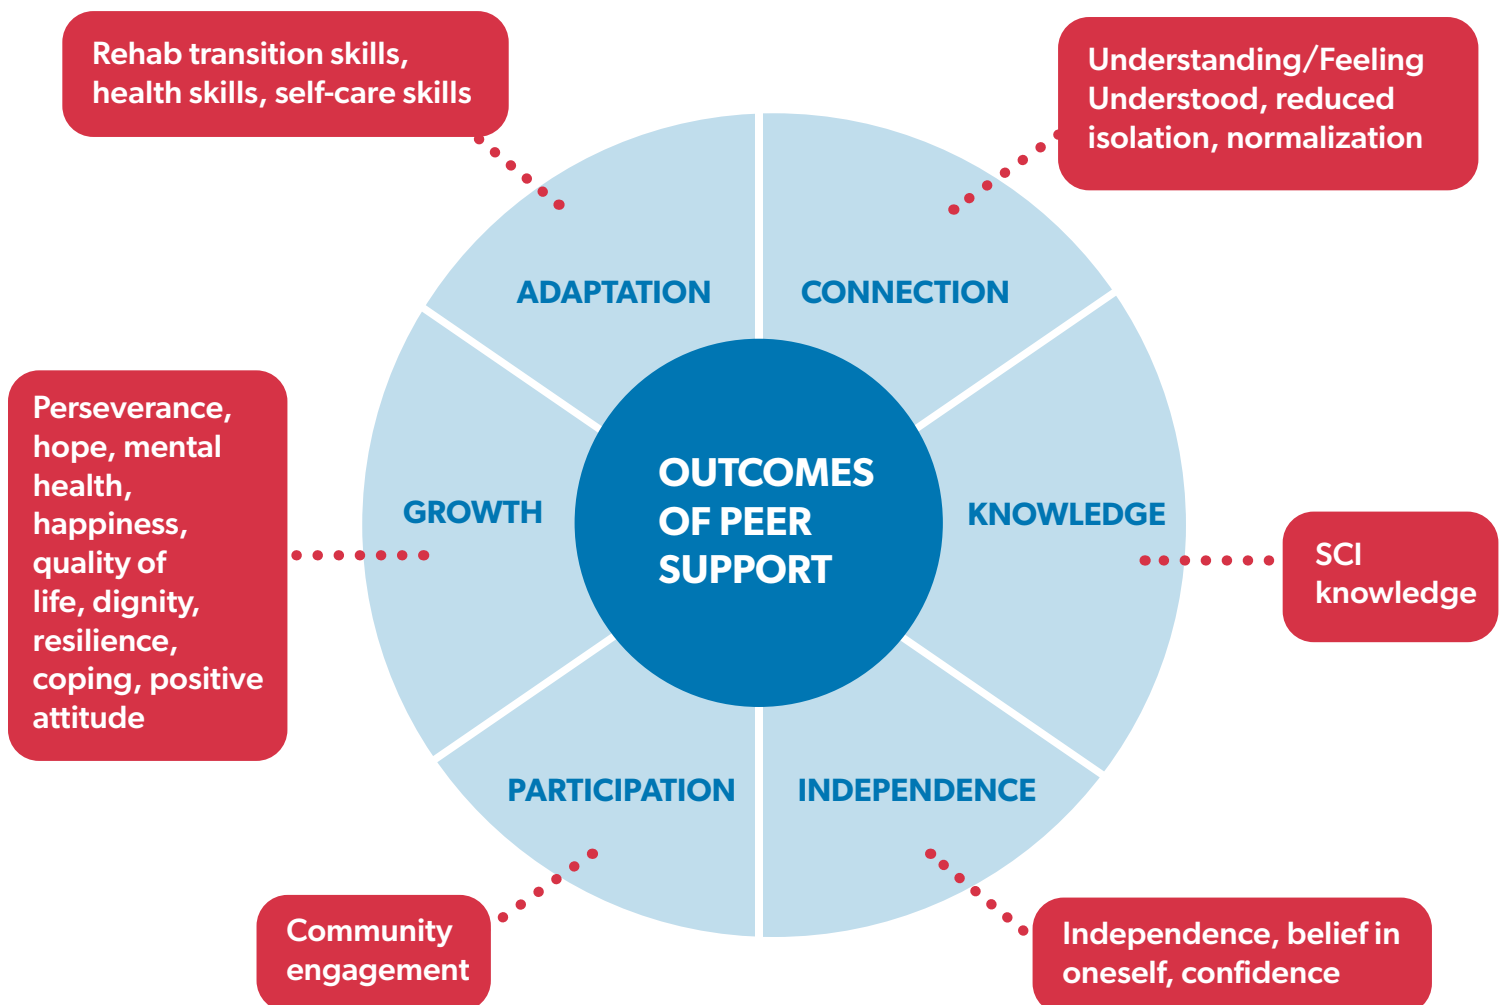 Rehab transition skills,
health skills, self-care skills
Understanding/Feeling
Understood, reduced
isolation, normalization
ADAPTATION
CONNECTION
Perseverance,
hope, mental
health,
happiness,
quality of
life, dignity,
resilience,
coping, positive
attitude
GROWTH
OUTCOMES
OF PEER
SUPPORT
KNOWLEDGE
SCI
knowledge
PARTICIPATION
INDEPENDENCE
Community
engagement
Independence, belief in
oneself, confidence